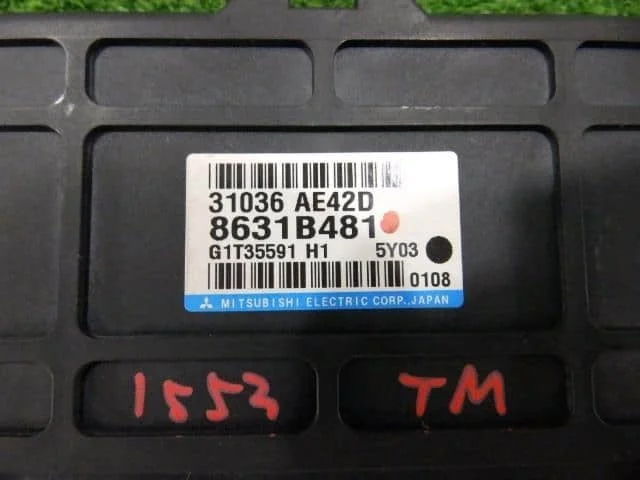 31036 AE42D
8631B481
G1T35591 H1 5Y03
0108
MITSUBISHI ELECTRIC CORP., JAPAN
1553 TM